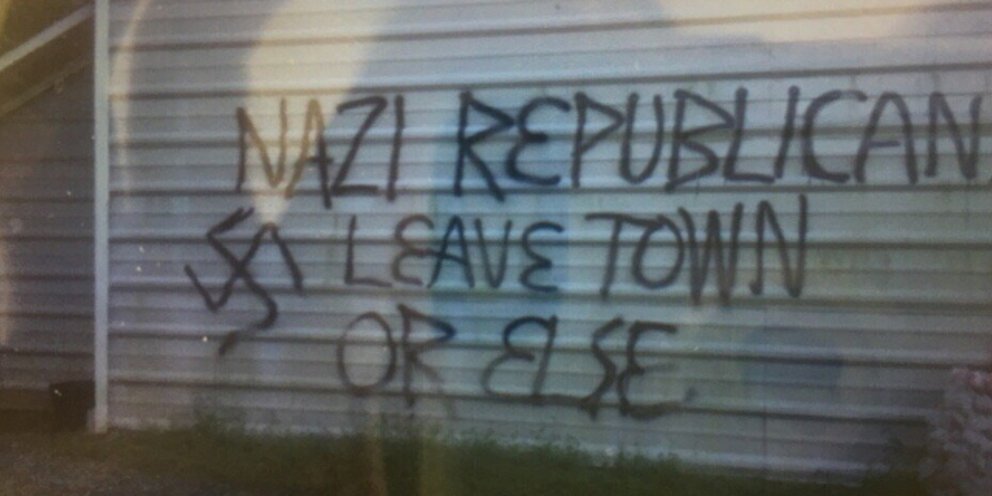 NAZI REPUBLICAN
LEAVE TOWN
OR ELSE